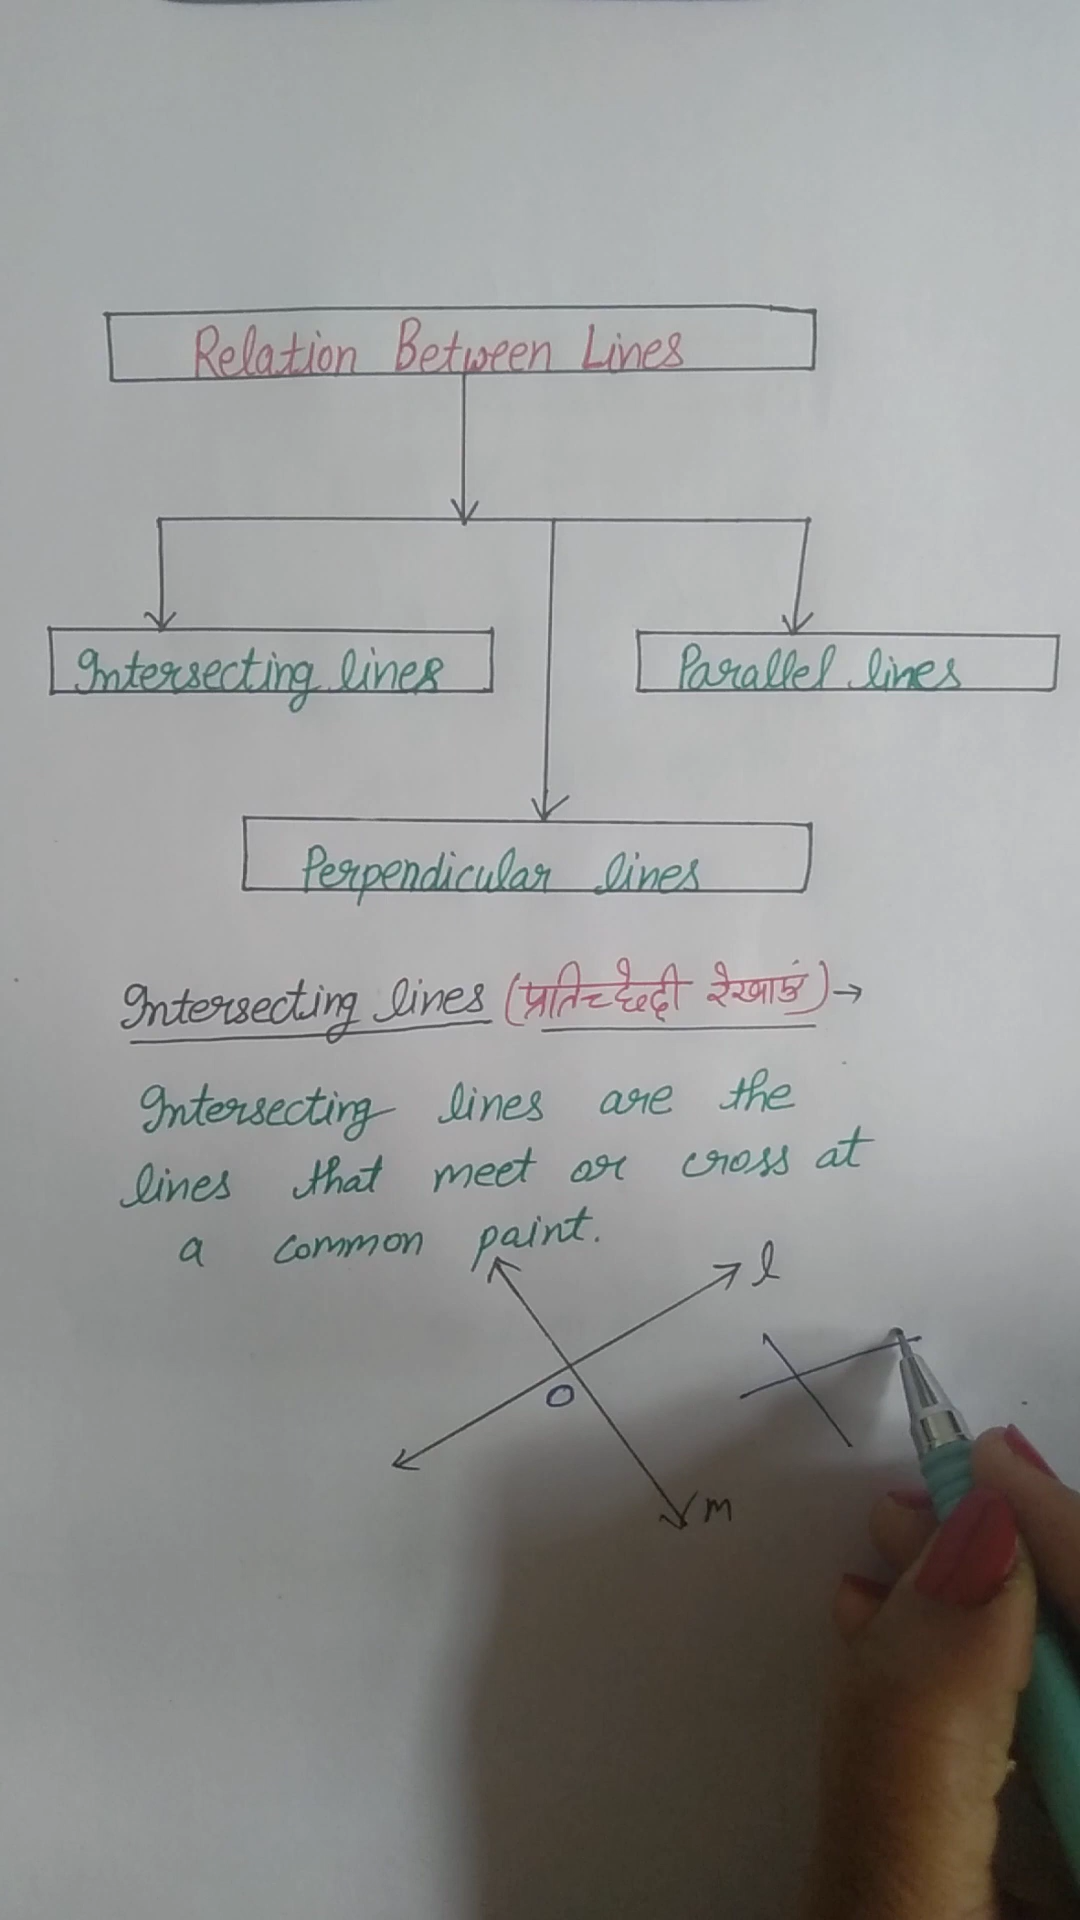 Relation Between Lines
Intersecting lines
Parallel lines
Perpendicular lines
Intersecting lines (प्रतिच्छेदी रेखाएं) →
Intersecting lines are the
lines that meet or cross at
a common paint.
l
O
m